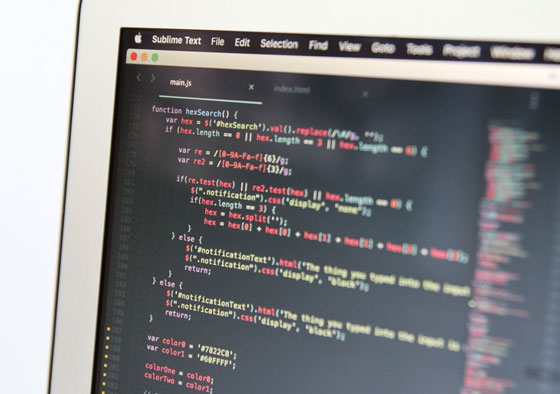 Sublime Text File Edit Selection Find View Goto Tools Project Window
main.js × index.html ×
function hexSearch() {
var hex = $('#hexSearch').val().replace(/\#/g, "");
if (hex.length == 0 || hex.length == 3 || hex.length == 6) {
var re = /[0-9A-Fa-f]{6}/g;
var re2 = /[0-9A-Fa-f]{3}/g;
if(re.test(hex) || re2.test(hex) || hex.length == 0) {
$(".notification").css("display", "none");
if(hex.length == 3) {
hex = hex.split("");
hex = hex[0] + hex[0] + hex[1] + hex[1] + hex[2] + hex[2];
}
} else {
$('#notificationText').html("The thing you typed into the input
$(".notification").css("display", "block");
return;
}
} else {
$('#notificationText').html("The thing you typed into the input is
$(".notification").css("display", "block");
return;
}
var color0 = '#7822CB';
var color1 = '#60FFFF';
colorOne = color0;
colorTwo = color1;